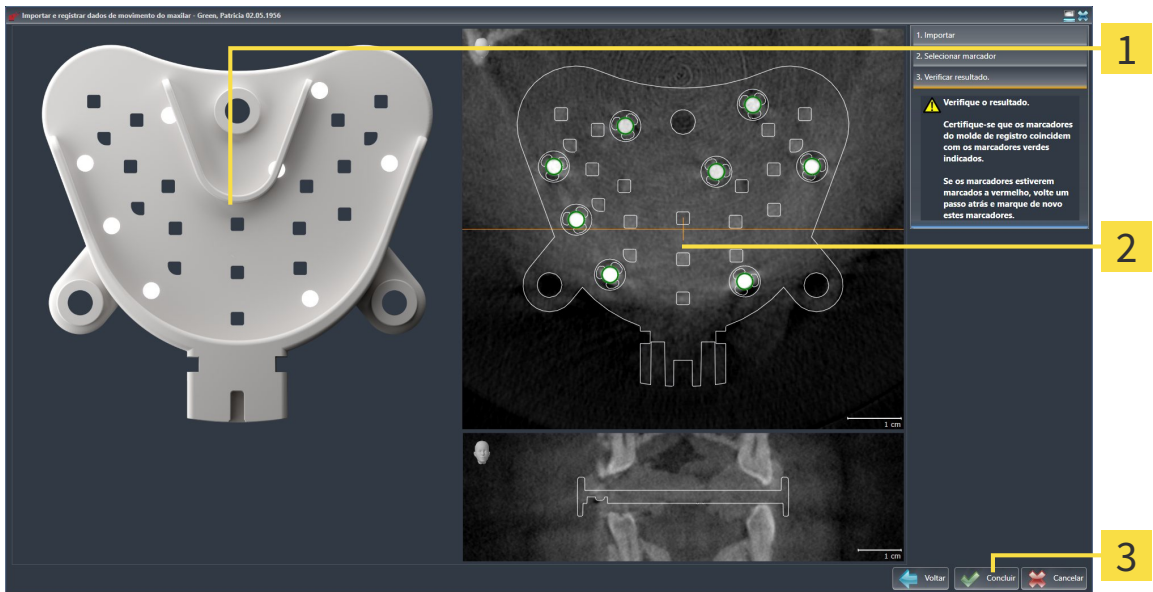 Importar e registrar dados de movimento do maxilar - Green, Patricia 02.05.1956
1. Importar
1
2. Selecionar marcador
3. Verificar resultado.
Verifique o resultado.
Certifique-se que os marcadores
do molde de registro coincidem
com os marcadores verdes
indicados.
Se os marcadores estiverem
marcados a vermelho, volte um
passo atrás e marque de novo
estes marcadores.
2
1 cm
1 cm
3
Voltar
Concluir
Cancelar